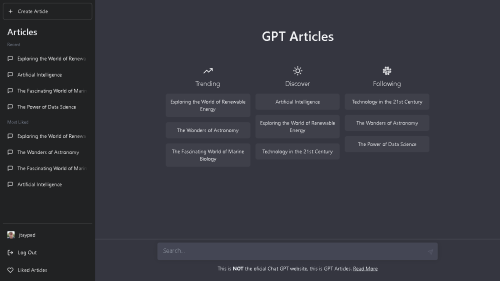 Create Article
Articles
Recent
Exploring the World of Renew
Artificial Intelligence
The Fascinating World of Mari
The Power of Data Science
Most Liked
Exploring the World of Renew
The Wonders of Astronomy
The Fascinating World of Mari
Artificial Intelligence
Log Out
Liked Articles
GPT Articles
Trending
Exploring the World of Renewable
Energy
The Wonders of Astronomy
The Fascinating World of Marine
Biology
Discover
Artificial Intelligence
Exploring the World of Renewable
Energy
Technology in the 21st Century
Following
Technology in the 21st Century
The Wonders of Astronomy
The Power of Data Science
Search
This is NOT the oficial Chat GPT website, this is GPT Articles. Read More